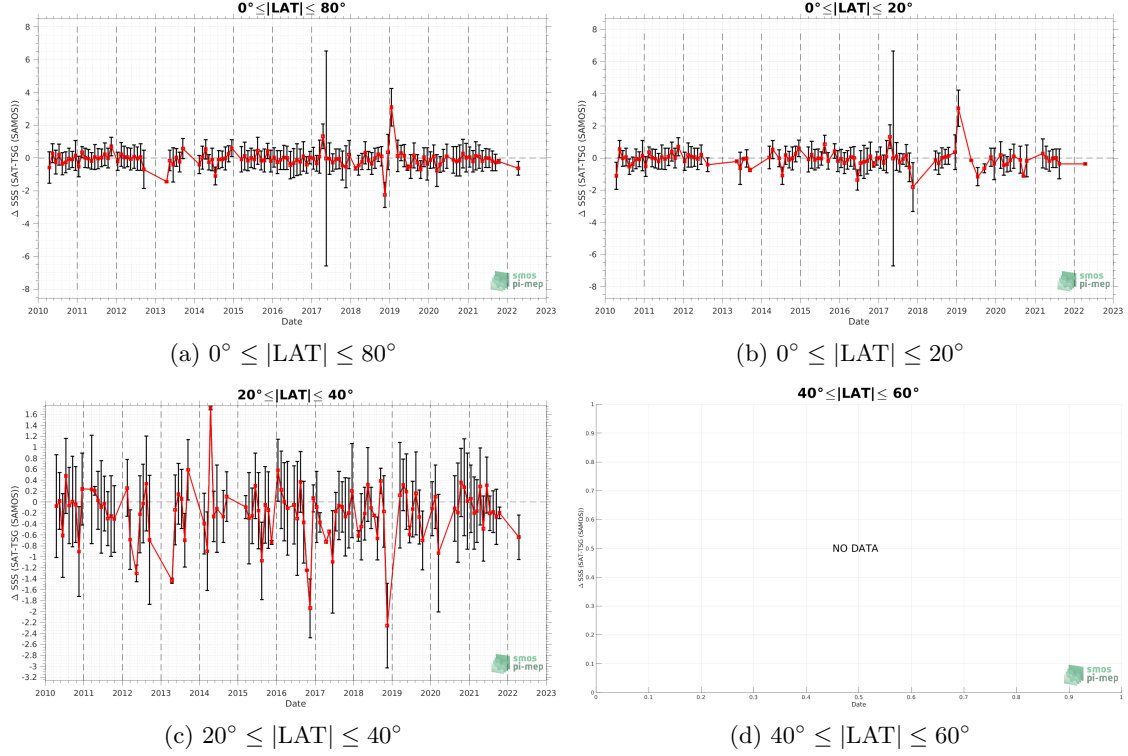 0°≤|LAT|≤ 80°
8
6
4
2
0
-2
-4
-6
-8
Δ SSS (SAT-TSG (SAMOS))
2010 2011 2012 2013 2014 2015 2016 2017 2018 2019 2020 2021 2022 2023
Date
smos
pi-mep
(a) 0° ≤ |LAT| ≤ 80°
0°≤|LAT|≤ 20°
8
6
4
2
0
-2
-4
-6
-8
Δ SSS (SAT-TSG (SAMOS))
2010 2011 2012 2013 2014 2015 2016 2017 2018 2019 2020 2021 2022 2023
Date
smos
pi-mep
(b) 0° ≤ |LAT| ≤ 20°
20°≤|LAT|≤ 40°
1.6
1.4
1.2
1
0.8
0.6
0.4
0.2
0
-0.2
-0.4
-0.6
-0.8
-1
-1.2
-1.4
-1.6
-1.8
-2
-2.2
-2.4
-2.6
-2.8
-3
-3.2
Δ SSS (SAT-TSG (SAMOS))
2010 2011 2012 2013 2014 2015 2016 2017 2018 2019 2020 2021 2022 2023
Date
smos
pi-mep
(c) 20° ≤ |LAT| ≤ 40°
40°≤|LAT|≤ 60°
1
0.9
0.8
0.7
0.6
0.5
0.4
0.3
0.2
0.1
0
Δ SSS (SAT-TSG (SAMOS))
NO DATA
0 0.1 0.2 0.3 0.4 0.5 0.6 0.7 0.8 0.9 1
Date
smos
pi-mep
(d) 40° ≤ |LAT| ≤ 60°